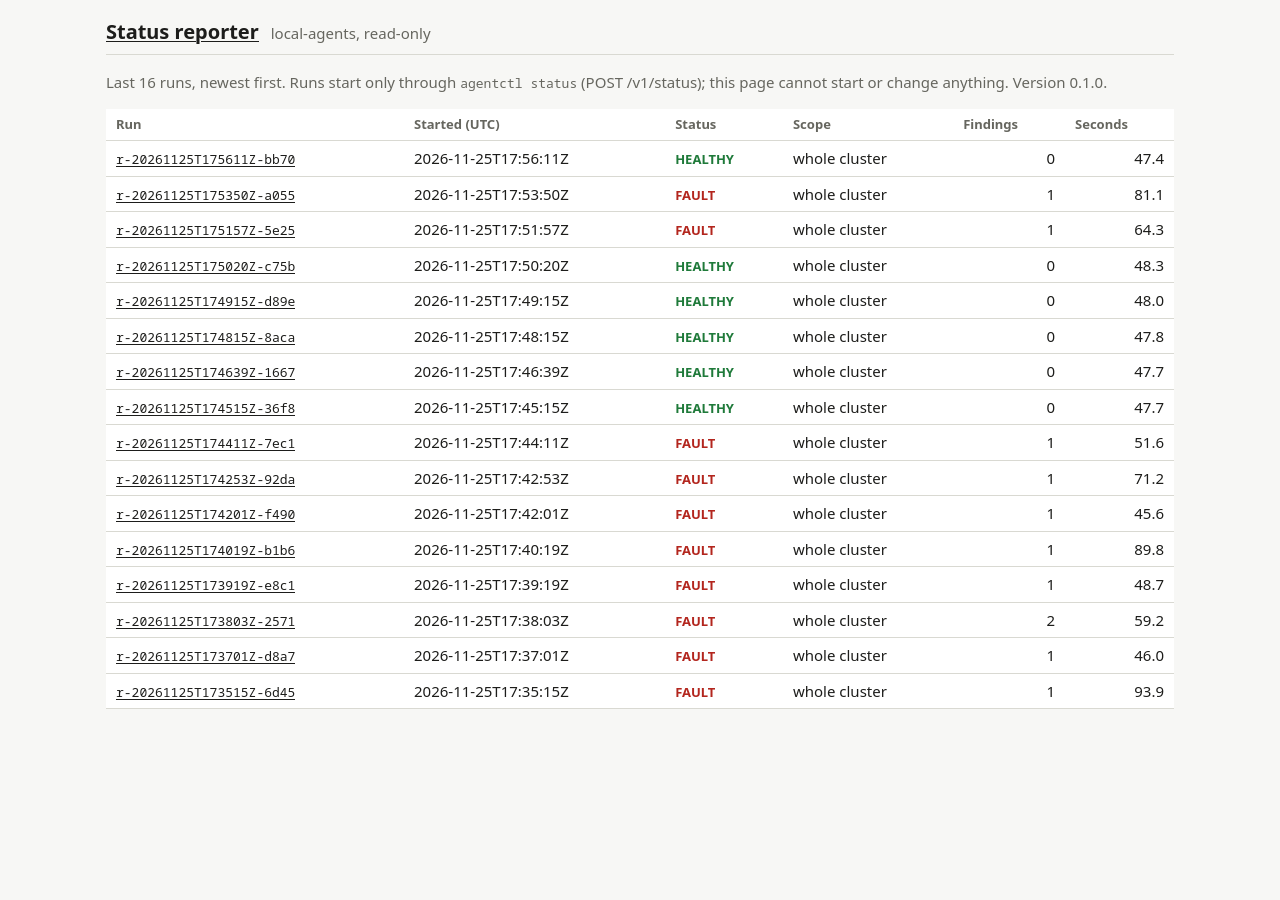 Status reporter local-agents, read-only
Last 16 runs, newest first. Runs start only through agentctl status (POST /v1/status); this page cannot start or change anything. Version 0.1.0.
Run Started (UTC) Status Scope Findings Seconds
r-20261125T175611Z-bb70 2026-11-25T17:56:11Z HEALTHY whole cluster 0 47.4
r-20261125T175350Z-a055 2026-11-25T17:53:50Z FAULT whole cluster 1 81.1
r-20261125T175157Z-5e25 2026-11-25T17:51:57Z FAULT whole cluster 1 64.3
r-20261125T175020Z-c75b 2026-11-25T17:50:20Z HEALTHY whole cluster 0 48.3
r-20261125T174915Z-d89e 2026-11-25T17:49:15Z HEALTHY whole cluster 0 48.0
r-20261125T174815Z-8aca 2026-11-25T17:48:15Z HEALTHY whole cluster 0 47.8
r-20261125T174639Z-1667 2026-11-25T17:46:39Z HEALTHY whole cluster 0 47.7
r-20261125T174515Z-36f8 2026-11-25T17:45:15Z HEALTHY whole cluster 0 47.7
r-20261125T174411Z-7ec1 2026-11-25T17:44:11Z FAULT whole cluster 1 51.6
r-20261125T174253Z-92da 2026-11-25T17:42:53Z FAULT whole cluster 1 71.2
r-20261125T174201Z-f490 2026-11-25T17:42:01Z FAULT whole cluster 1 45.6
r-20261125T174019Z-b1b6 2026-11-25T17:40:19Z FAULT whole cluster 1 89.8
r-20261125T173919Z-e8c1 2026-11-25T17:39:19Z FAULT whole cluster 1 48.7
r-20261125T173803Z-2571 2026-11-25T17:38:03Z FAULT whole cluster 2 59.2
r-20261125T173701Z-d8a7 2026-11-25T17:37:01Z FAULT whole cluster 1 46.0
r-20261125T173515Z-6d45 2026-11-25T17:35:15Z FAULT whole cluster 1 93.9